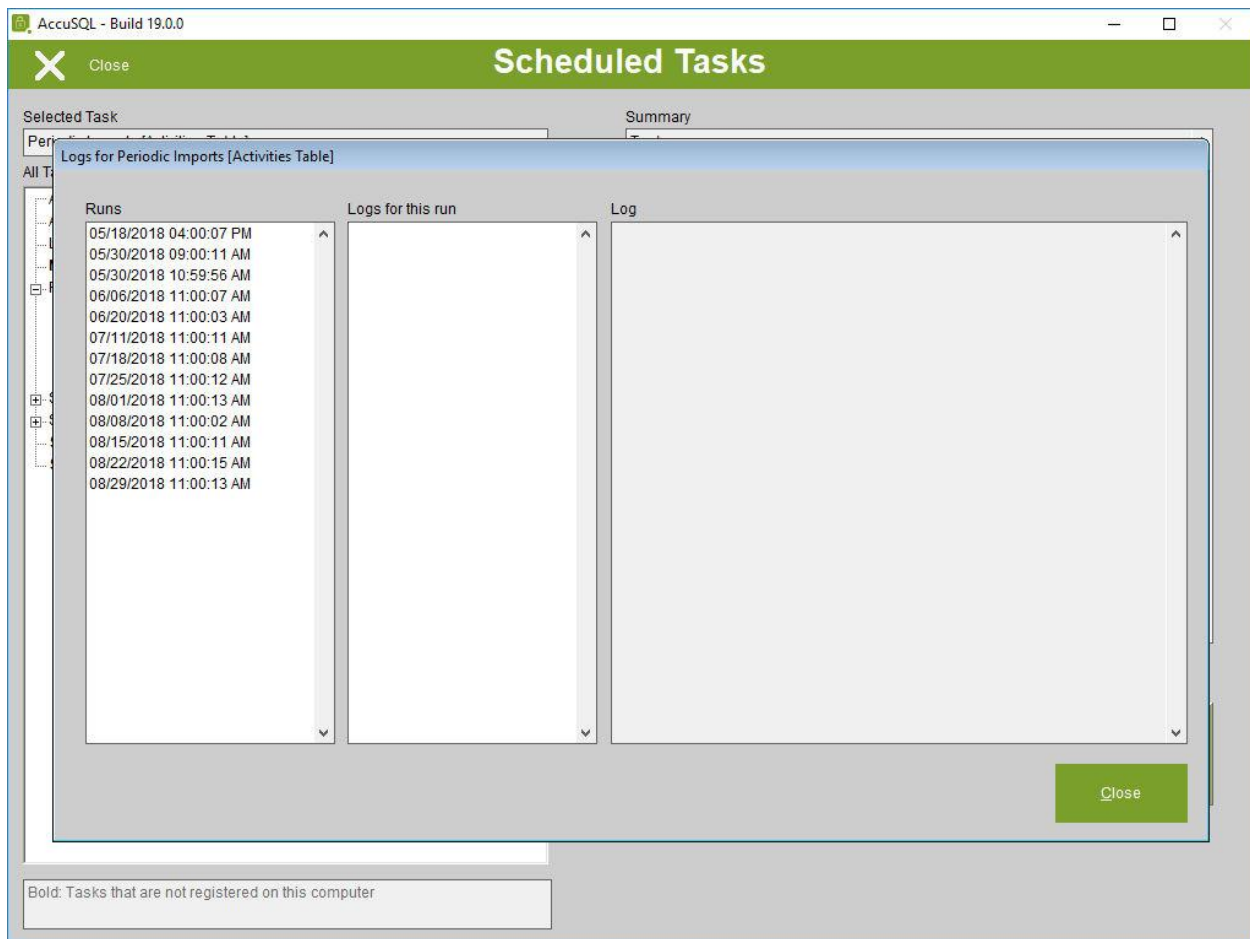 AccuSQL - Build 19.0.0
Close
Scheduled Tasks
Selected Task
Summary
Logs for Periodic Imports [Activities Table]
Runs
Logs for this run
Log
05/18/2018 04:00:07 PM
05/30/2018 09:00:11 AM
05/30/2018 10:59:56 AM
06/06/2018 11:00:07 AM
06/20/2018 11:00:03 AM
07/11/2018 11:00:11 AM
07/18/2018 11:00:08 AM
07/25/2018 11:00:12 AM
08/01/2018 11:00:13 AM
08/08/2018 11:00:02 AM
08/15/2018 11:00:11 AM
08/22/2018 11:00:15 AM
08/29/2018 11:00:13 AM
Close
Bold: Tasks that are not registered on this computer